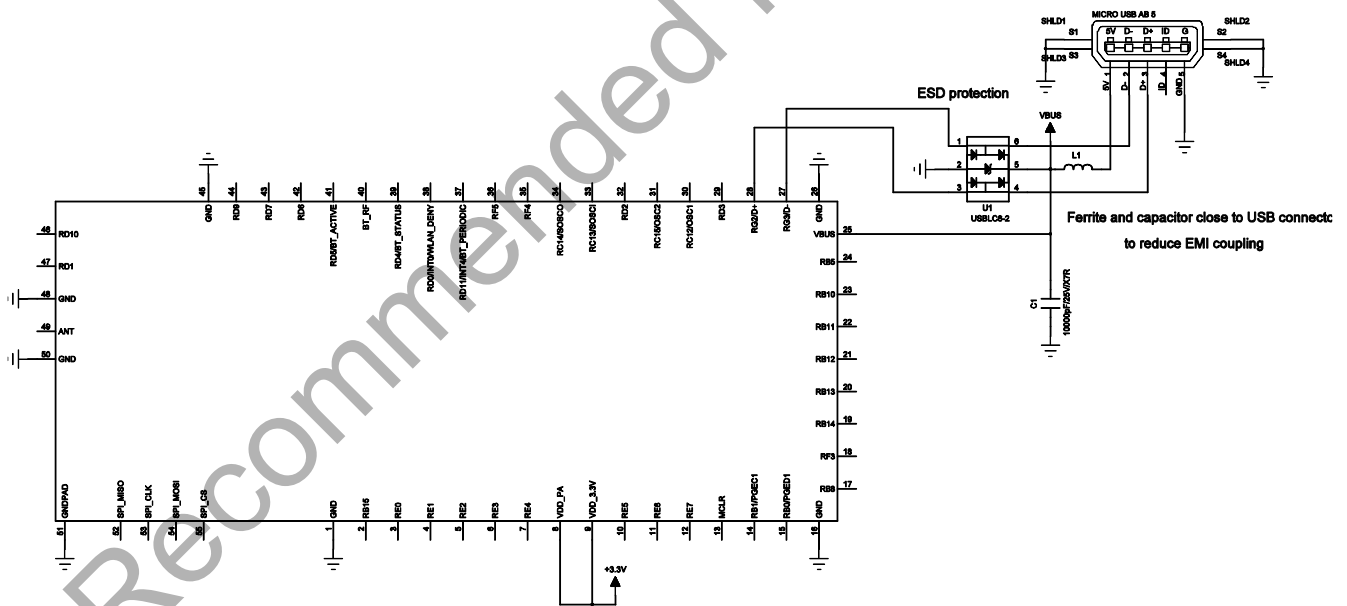 MICRO USB AB 5
SHLD1
S1
SHLD3
S3
SHLD2
S2
S4
SHLD4
5V D- D+ ID G
5V 1
D- 2
D+ 3
ID 4
GND 5
ESD protection
VBUS
L1
1
2
3
6
5
4
U1
USBLC6-2
Ferrite and capacitor close to USB connecto
to reduce EMI coupling
C1
10000pF/25V/X7R
45 GND
44 RD9
43 RD7
42 RD6
41 RD5/BT_ACTIVE
40 BT_RF
39 RD4/BT_STATUS
38 RD0/INT0/WLAN_DENY
37 RD11/INT4/BT_PERIODIC
36 RF5
35 RF4
34 RC14/SOSCO
33 RC13/SOSCI
32 RD2
31 RC15/OSC2
30 RC12/OSC1
29 RD3
28 RG2/D+
27 RG3/D-
26 GND
46 RD10
47 RD1
48 GND
49 ANT
50 GND
VBUS 25
RB5 24
RB10 23
RB11 22
RB12 21
RB13 20
RB14 19
RF3 18
RB8 17
51 GNDPAD
52 SPI_MISO
53 SPI_CLK
54 SPI_MOSI
55 SPI_CS
1 GND
2 RB15
3 RE0
4 RE1
5 RE2
6 RE3
7 RE4
8 VDD_PA
9 VDD_3.3V
10 RE5
11 RE6
12 RE7
13 MCLR
14 RB1/PGEC1
15 RB0/PGED1
16 GND
+3.3V
Recommended